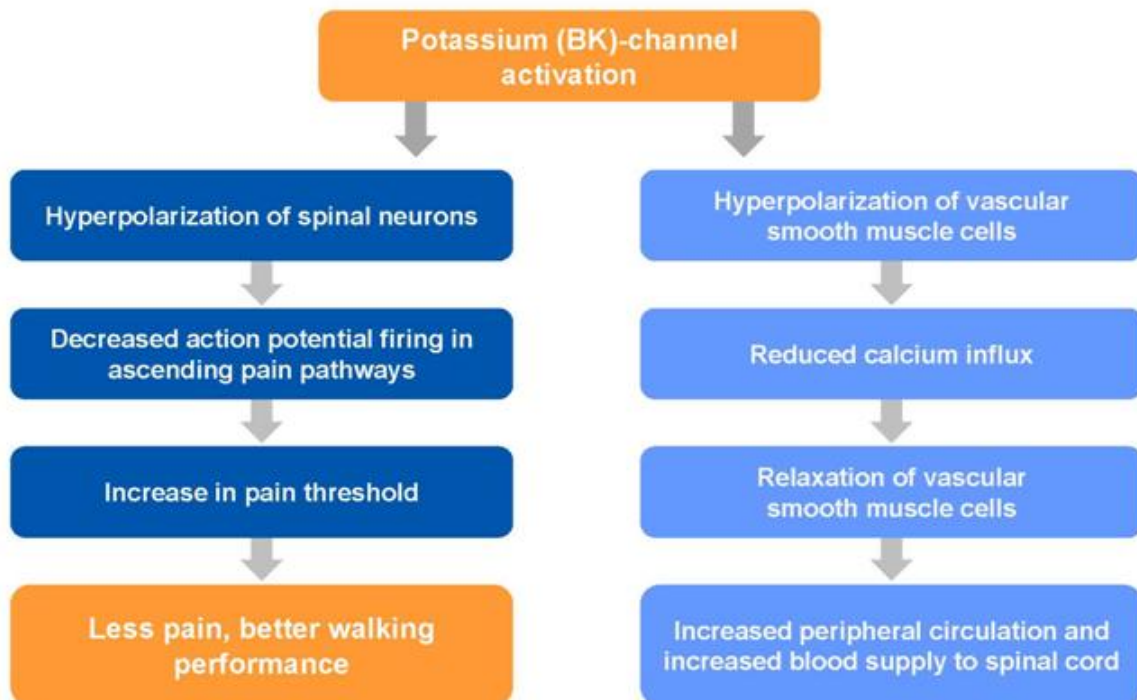 Potassium (BK)-channel
activation
Hyperpolarization of spinal neurons
Decreased action potential firing in
ascending pain pathways
Increase in pain threshold
Less pain, better walking
performance
Hyperpolarization of vascular
smooth muscle cells
Reduced calcium influx
Relaxation of vascular
smooth muscle cells
Increased peripheral circulation and
increased blood supply to spinal cord